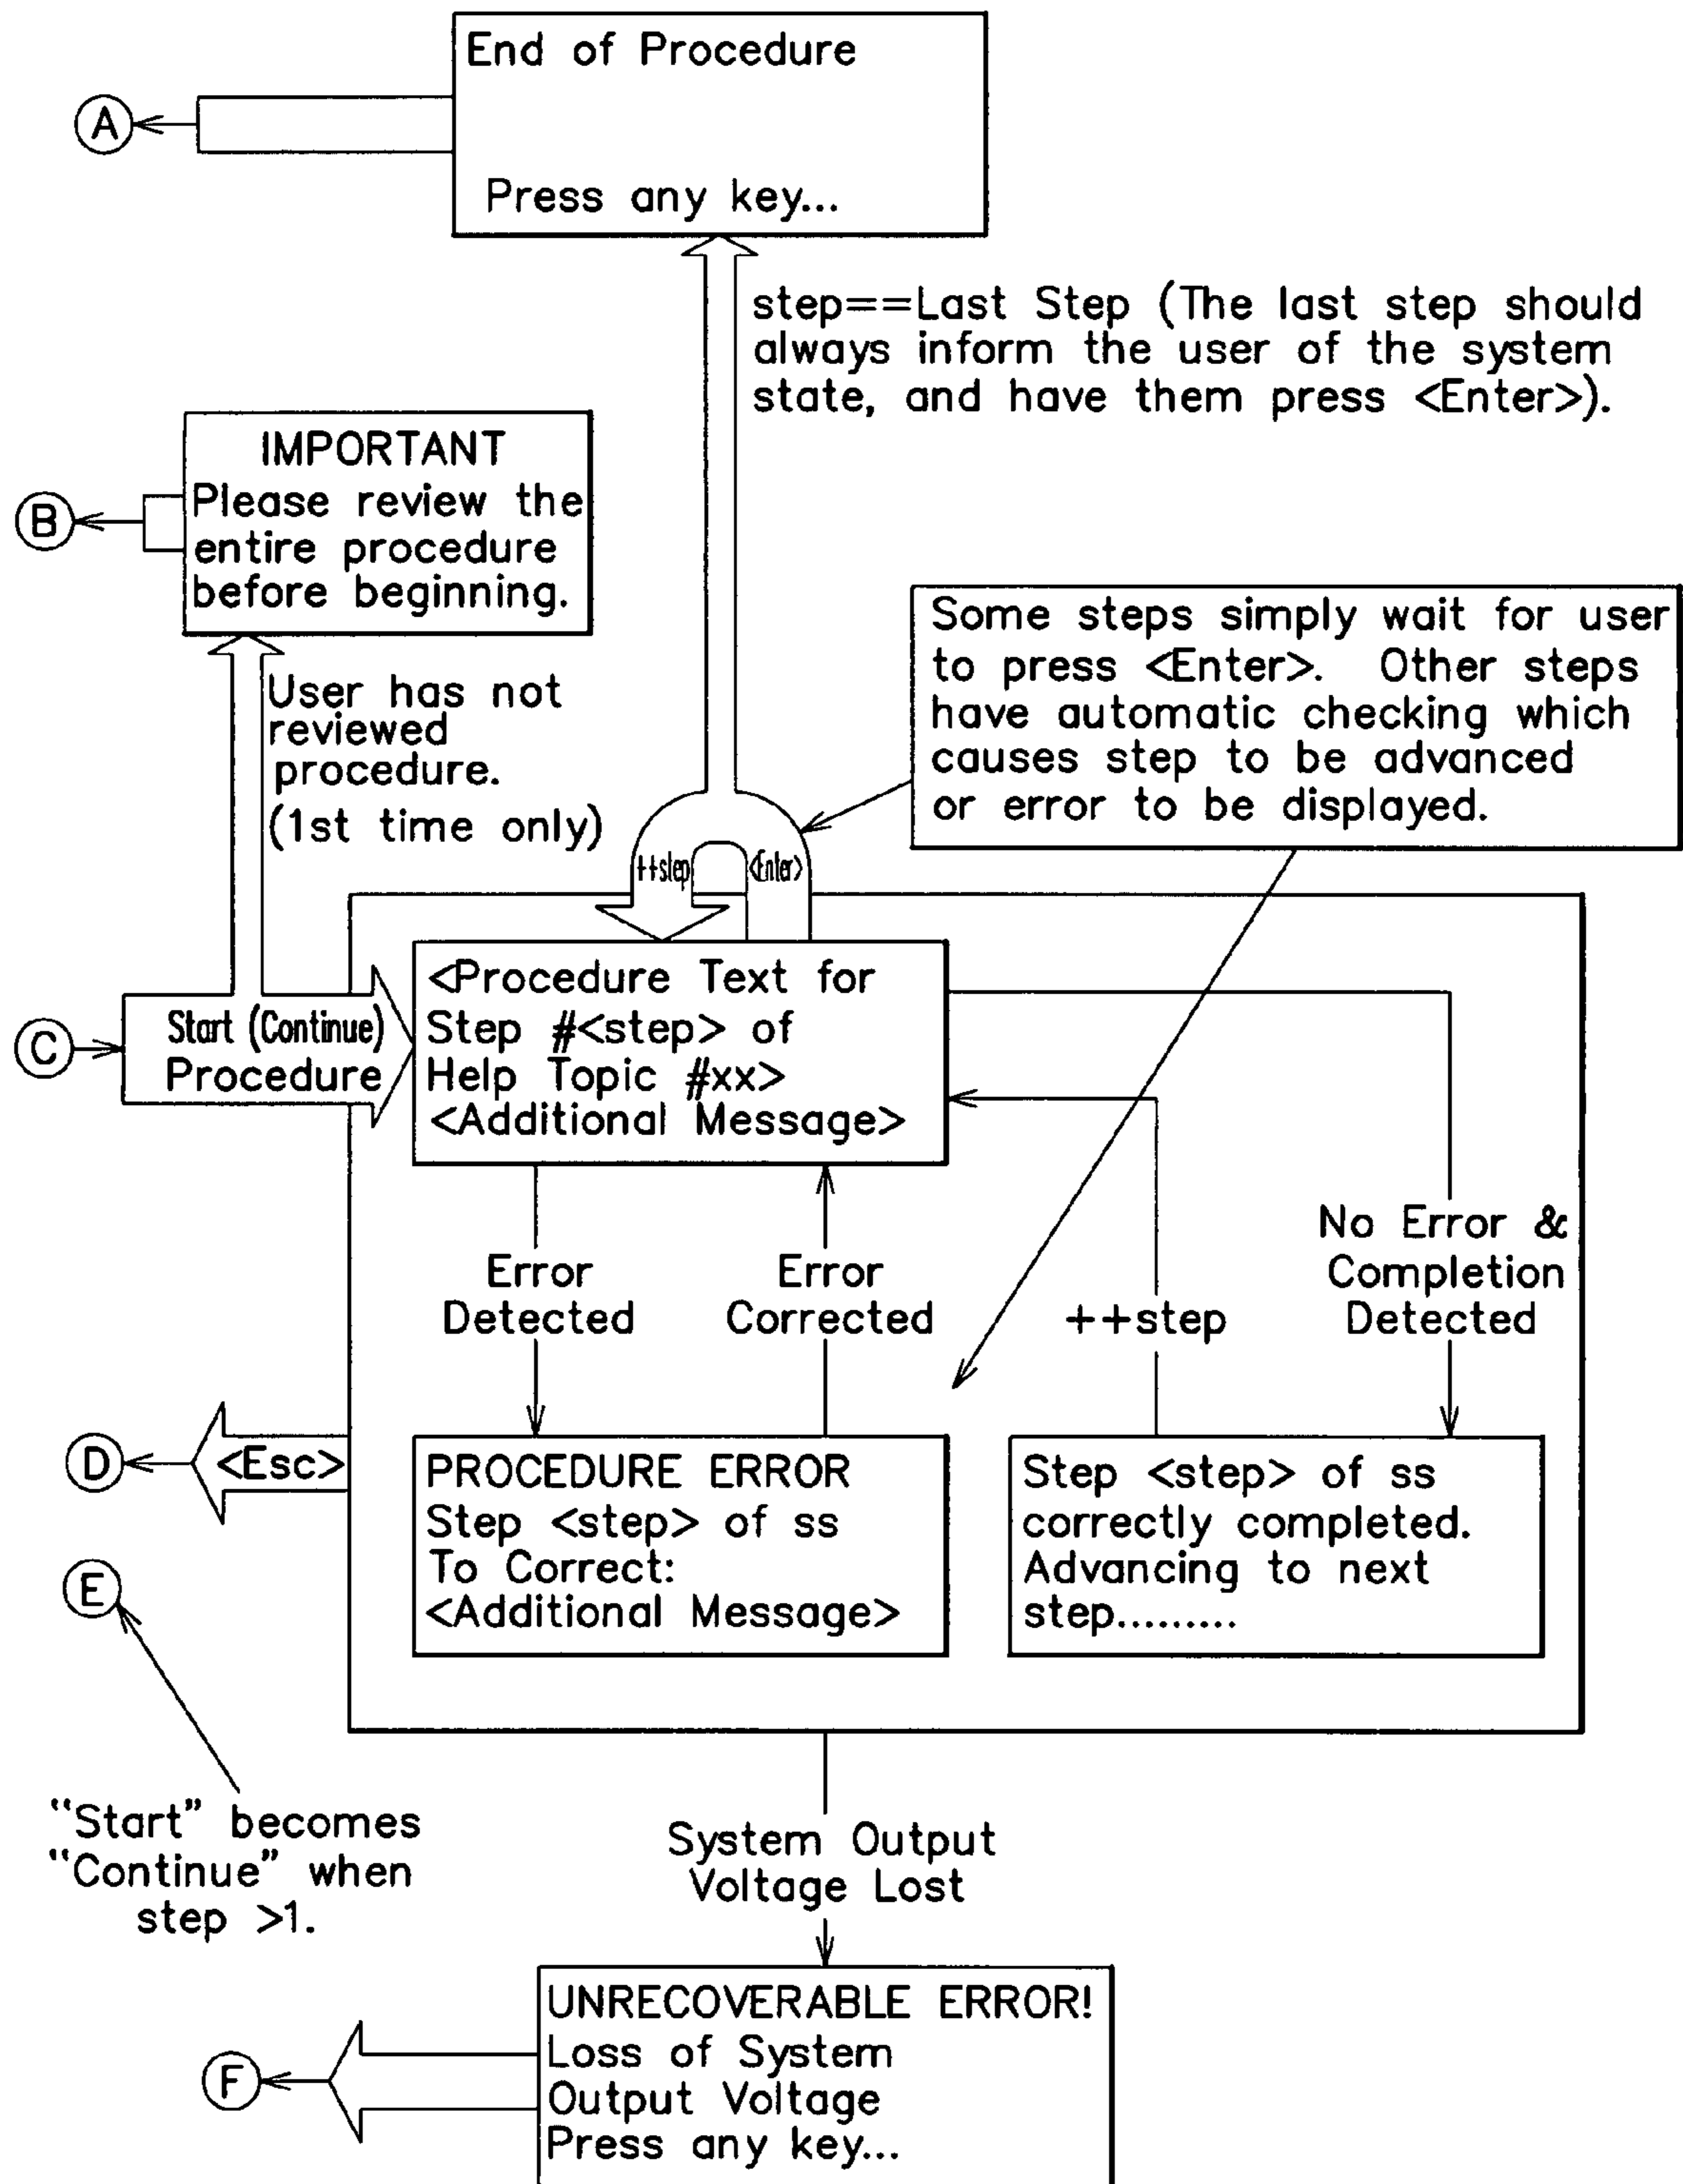 End of Procedure
A
Press any key...
step==Last Step (The last step should
always inform the user of the system
state, and have them press <Enter>).
IMPORTANT
Please review the
entire procedure
before beginning.
B
User has not
reviewed
procedure.
(1st time only)
Some steps simply wait for user
to press <Enter>. Other steps
have automatic checking which
causes step to be advanced
or error to be displayed.
++step
<Enter>
C
Start (Continue)
Procedure
<Procedure Text for
Step #<step> of
Help Topic #xx>
<Additional Message>
Error
Detected
Error
Corrected
++step
No Error &
Completion
Detected
D
<Esc>
PROCEDURE ERROR
Step <step> of ss
To Correct:
<Additional Message>
Step <step> of ss
correctly completed.
Advancing to next
step.........
E
"Start" becomes
"Continue" when
step >1.
System Output
Voltage Lost
F
UNRECOVERABLE ERROR!
Loss of System
Output Voltage
Press any key...